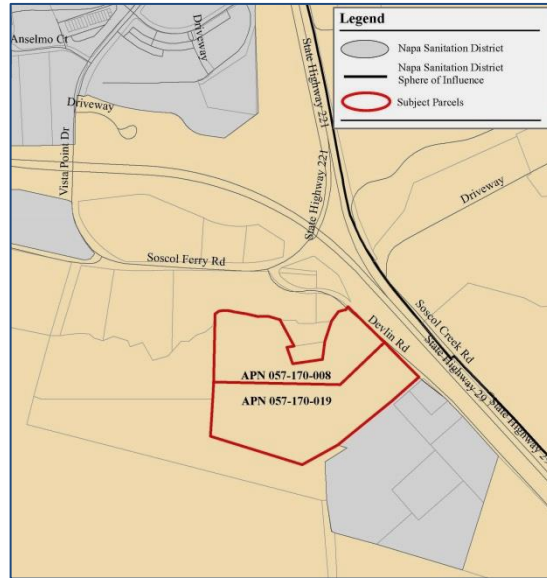 Legend
Napa Sanitation District
Napa Sanitation District
Sphere of Influence
Subject Parcels
Anselmo Ct
Driveway
State Highway 221
Driveway
Vista Point Dr
Driveway
State Highway 221
Soscol Ferry Rd
Devlin Rd
Soscol Creek Rd
State Highway 20
State Highway 2
APN 057-170-008
APN 057-170-019